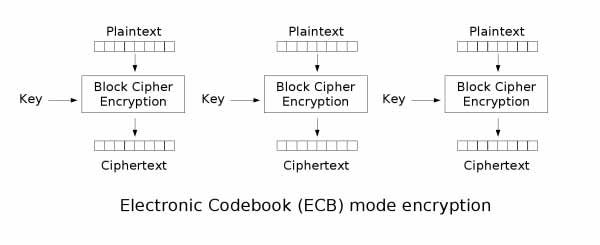 Plaintext
Plaintext
Plaintext
Key
Block Cipher
Encryption
Key
Block Cipher
Encryption
Key
Block Cipher
Encryption
Ciphertext
Ciphertext
Ciphertext
Electronic Codebook (ECB) mode encryption